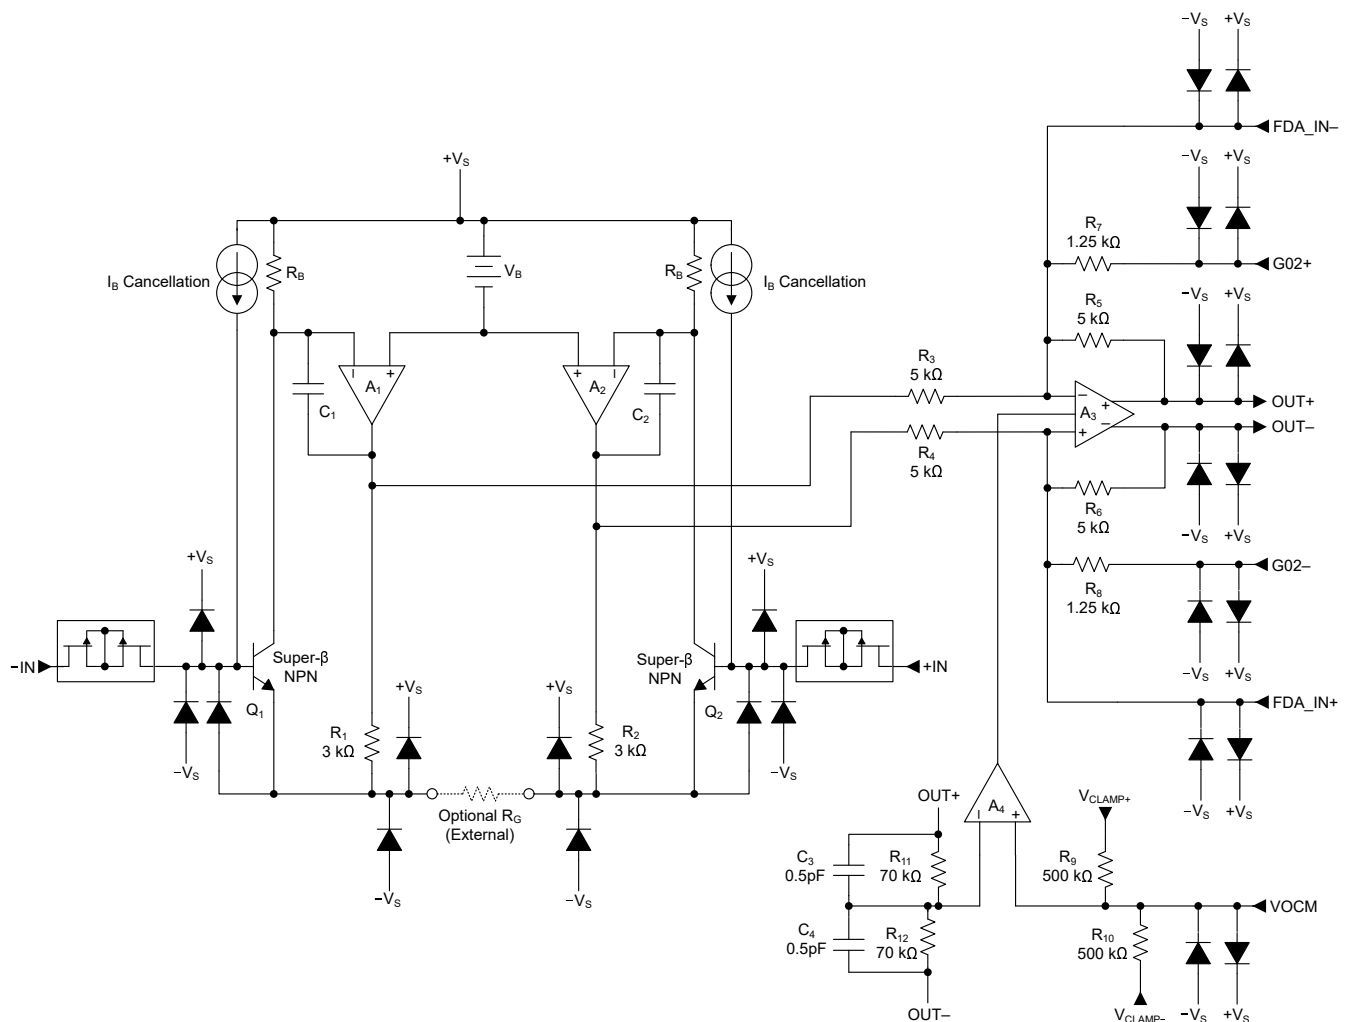 −VS +VS
FDA_IN−
−VS +VS
+VS
R7
1.25 kΩ
G02+
IB Cancellation
RB
VB
RB
IB Cancellation
−VS +VS
R5
5 kΩ
R3
5 kΩ
A1
A2
C1
C2
− +
+ −
−
A3
+
+
−
OUT+
OUT−
R4
5 kΩ
R6
5 kΩ
−VS +VS
G02−
R8
1.25 kΩ
+VS
+VS
−IN
Super-β
NPN
Q1
Super-β
NPN
Q2
+IN
−VS +VS
FDA_IN+
+VS
+VS
R1
3 kΩ
R2
3 kΩ
−VS
−VS
Optional RG
(External)
−VS +VS
OUT+
A4
− +
VCLAMP+
−VS
−VS
C3
0.5pF
R11
70 kΩ
R9
500 kΩ
VOCM
C4
0.5pF
R12
70 kΩ
R10
500 kΩ
OUT−
VCLAMP−
−VS +VS